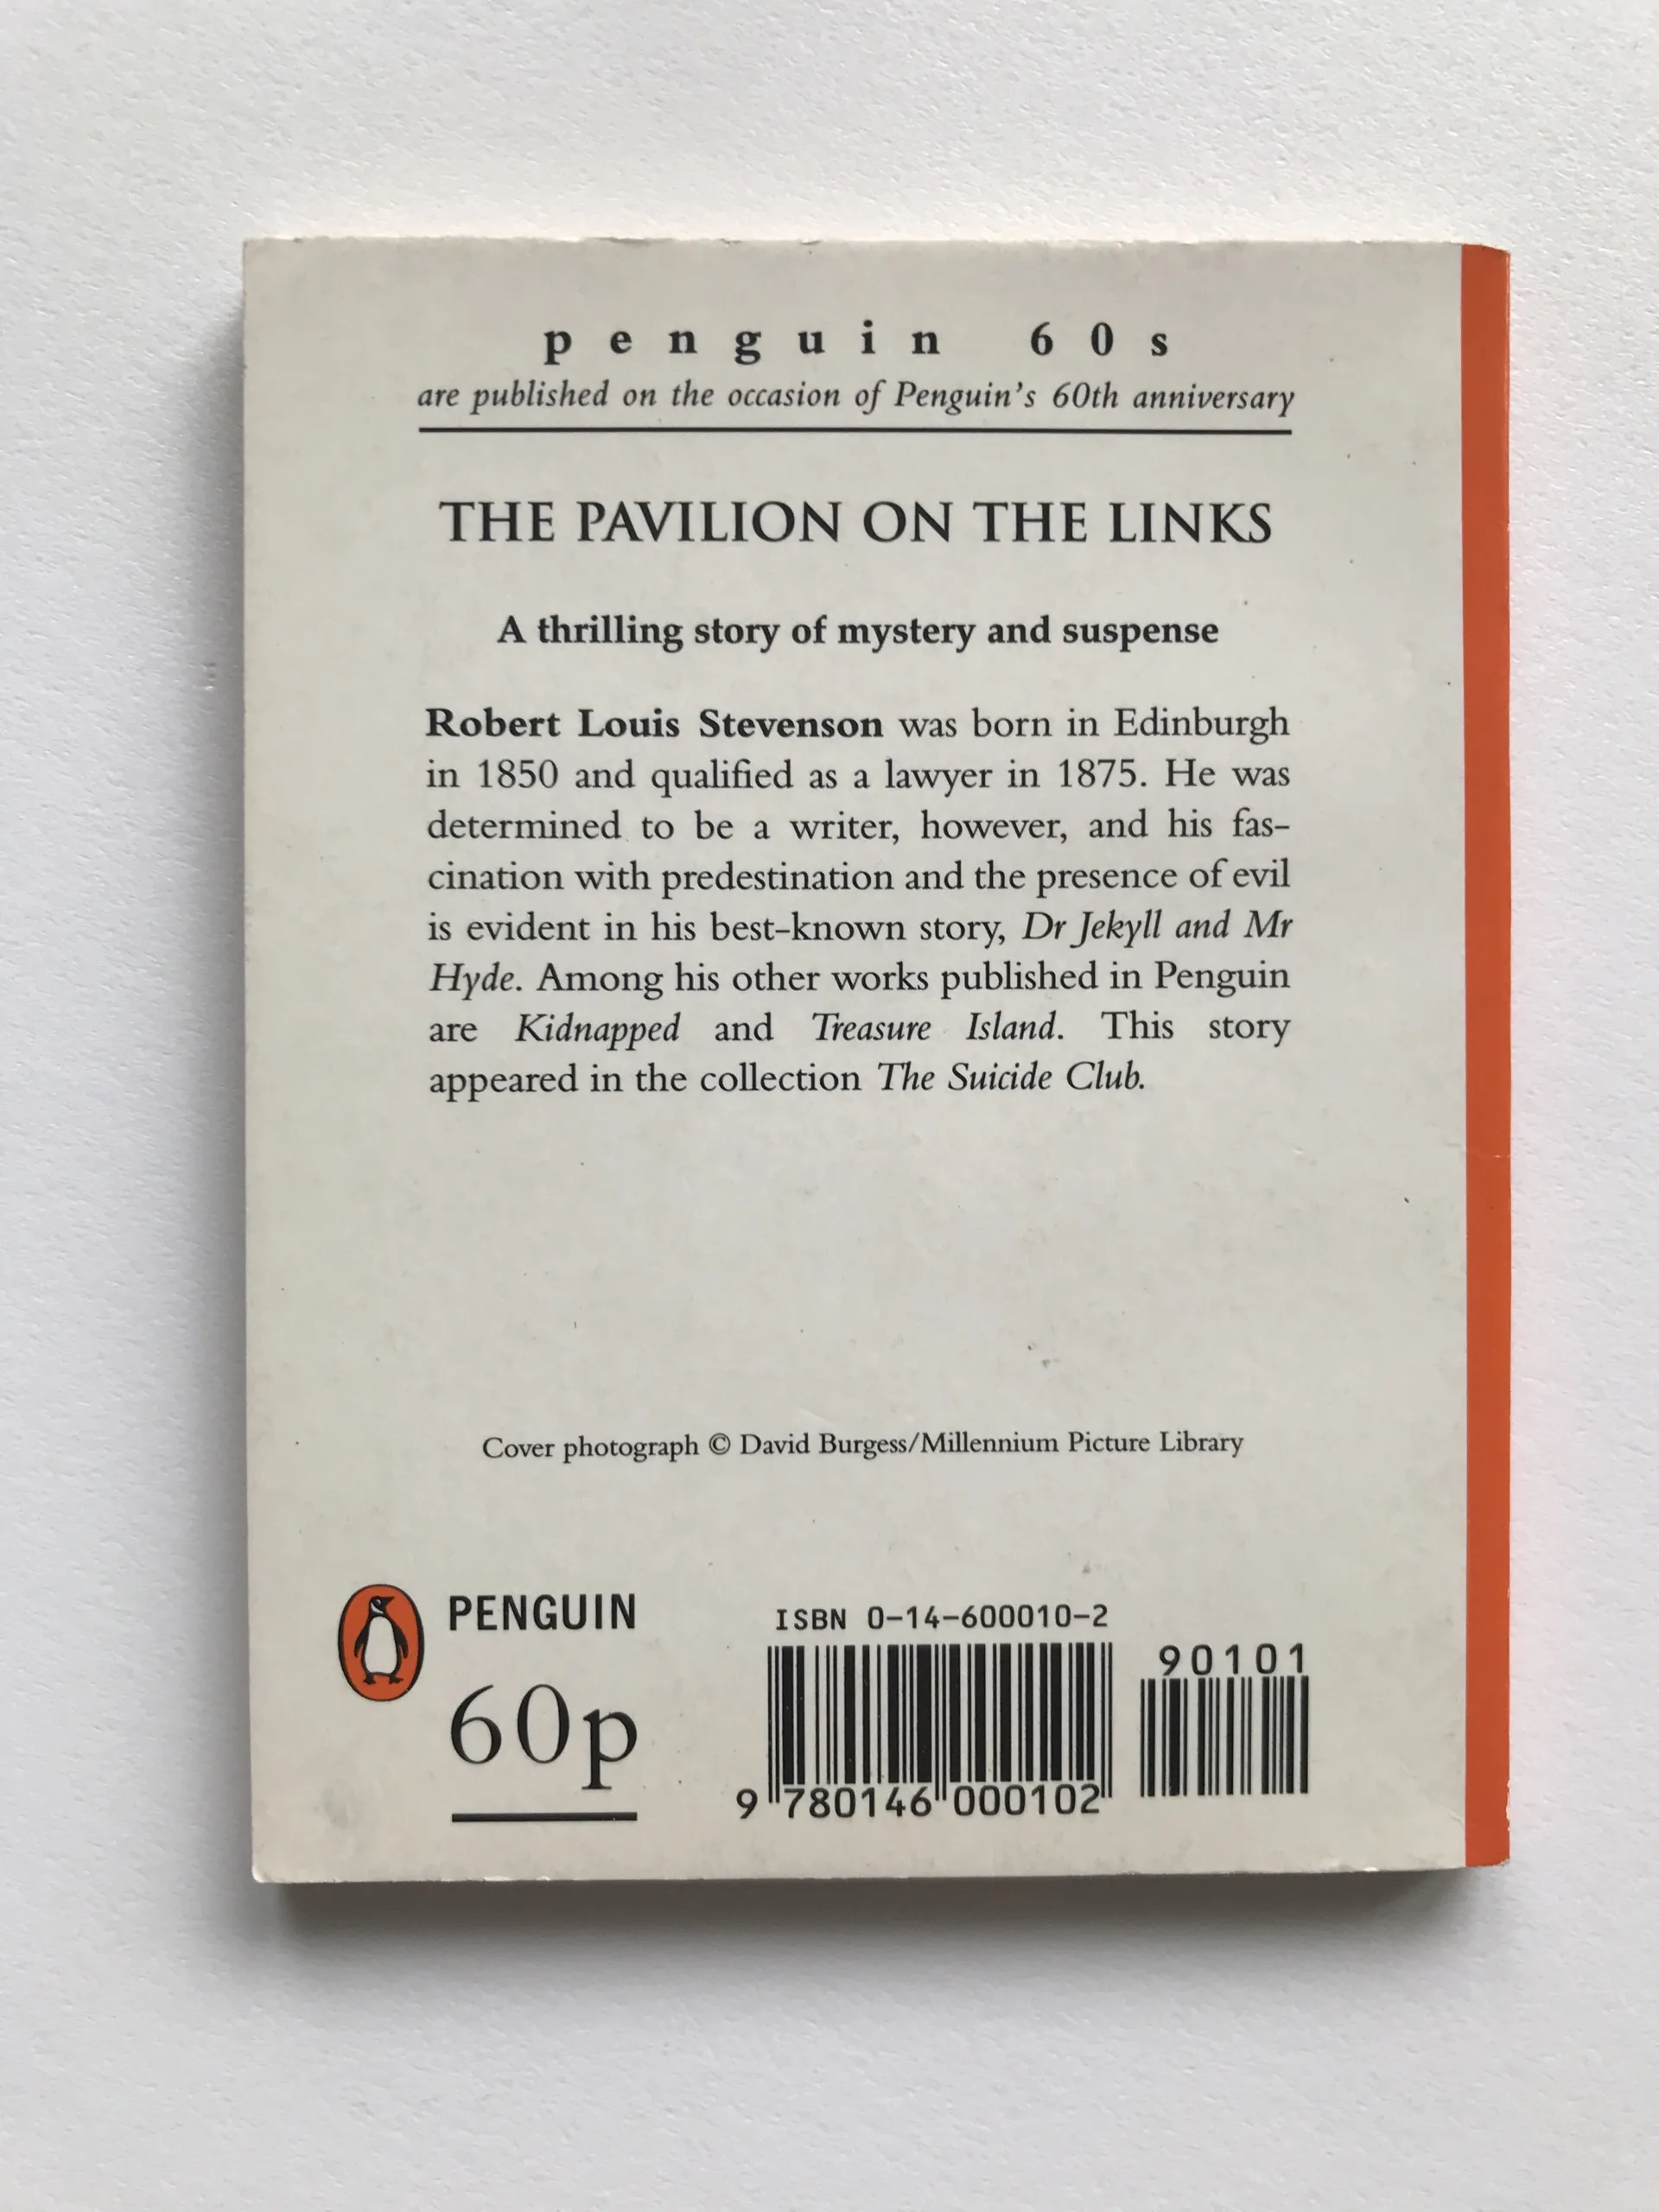 penguin 60s
are published on the occasion of Penguin's 60th anniversary
THE PAVILION ON THE LINKS
A thrilling story of mystery and suspense
Robert Louis Stevenson was born in Edinburgh
in 1850 and qualified as a lawyer in 1875. He was
determined to be a writer, however, and his fas-
cination with predestination and the presence of evil
is evident in his best-known story, Dr Jekyll and Mr
Hyde. Among his other works published in Penguin
are Kidnapped and Treasure Island. This story
appeared in the collection The Suicide Club.
Cover photograph © David Burgess/Millennium Picture Library
PENGUIN
60p
ISBN 0-14-600010-2
90101
9 780146 000102